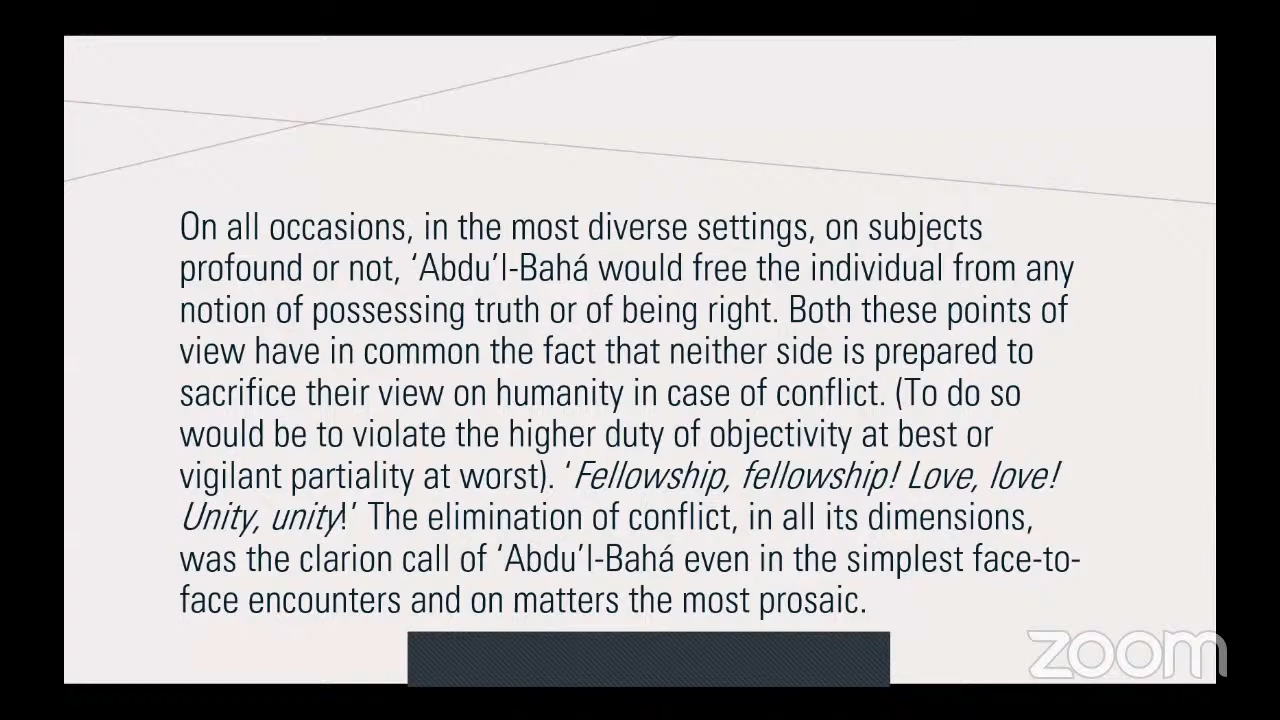 On all occasions, in the most diverse settings, on subjects
profound or not, ‘Abdu’l-Bahá would free the individual from any
notion of possessing truth or of being right. Both these points of
view have in common the fact that neither side is prepared to
sacrifice their view on humanity in case of conflict. (To do so
would be to violate the higher duty of objectivity at best or
vigilant partiality at worst). ‘Fellowship, fellowship! Love, love!
Unity, unity!’ The elimination of conflict, in all its dimensions,
was the clarion call of ‘Abdu’l-Bahá even in the simplest face-to-
face encounters and on matters the most prosaic.
zoom